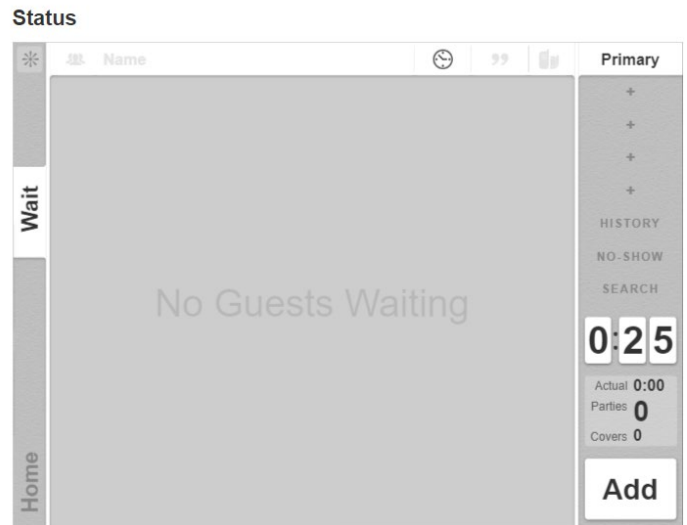 Status
Name
Primary
+
+
+
+
Wait
HISTORY
NO-SHOW
SEARCH
No Guests Waiting
0:25
Actual 0:00
Parties 0
Covers 0
Home
Add